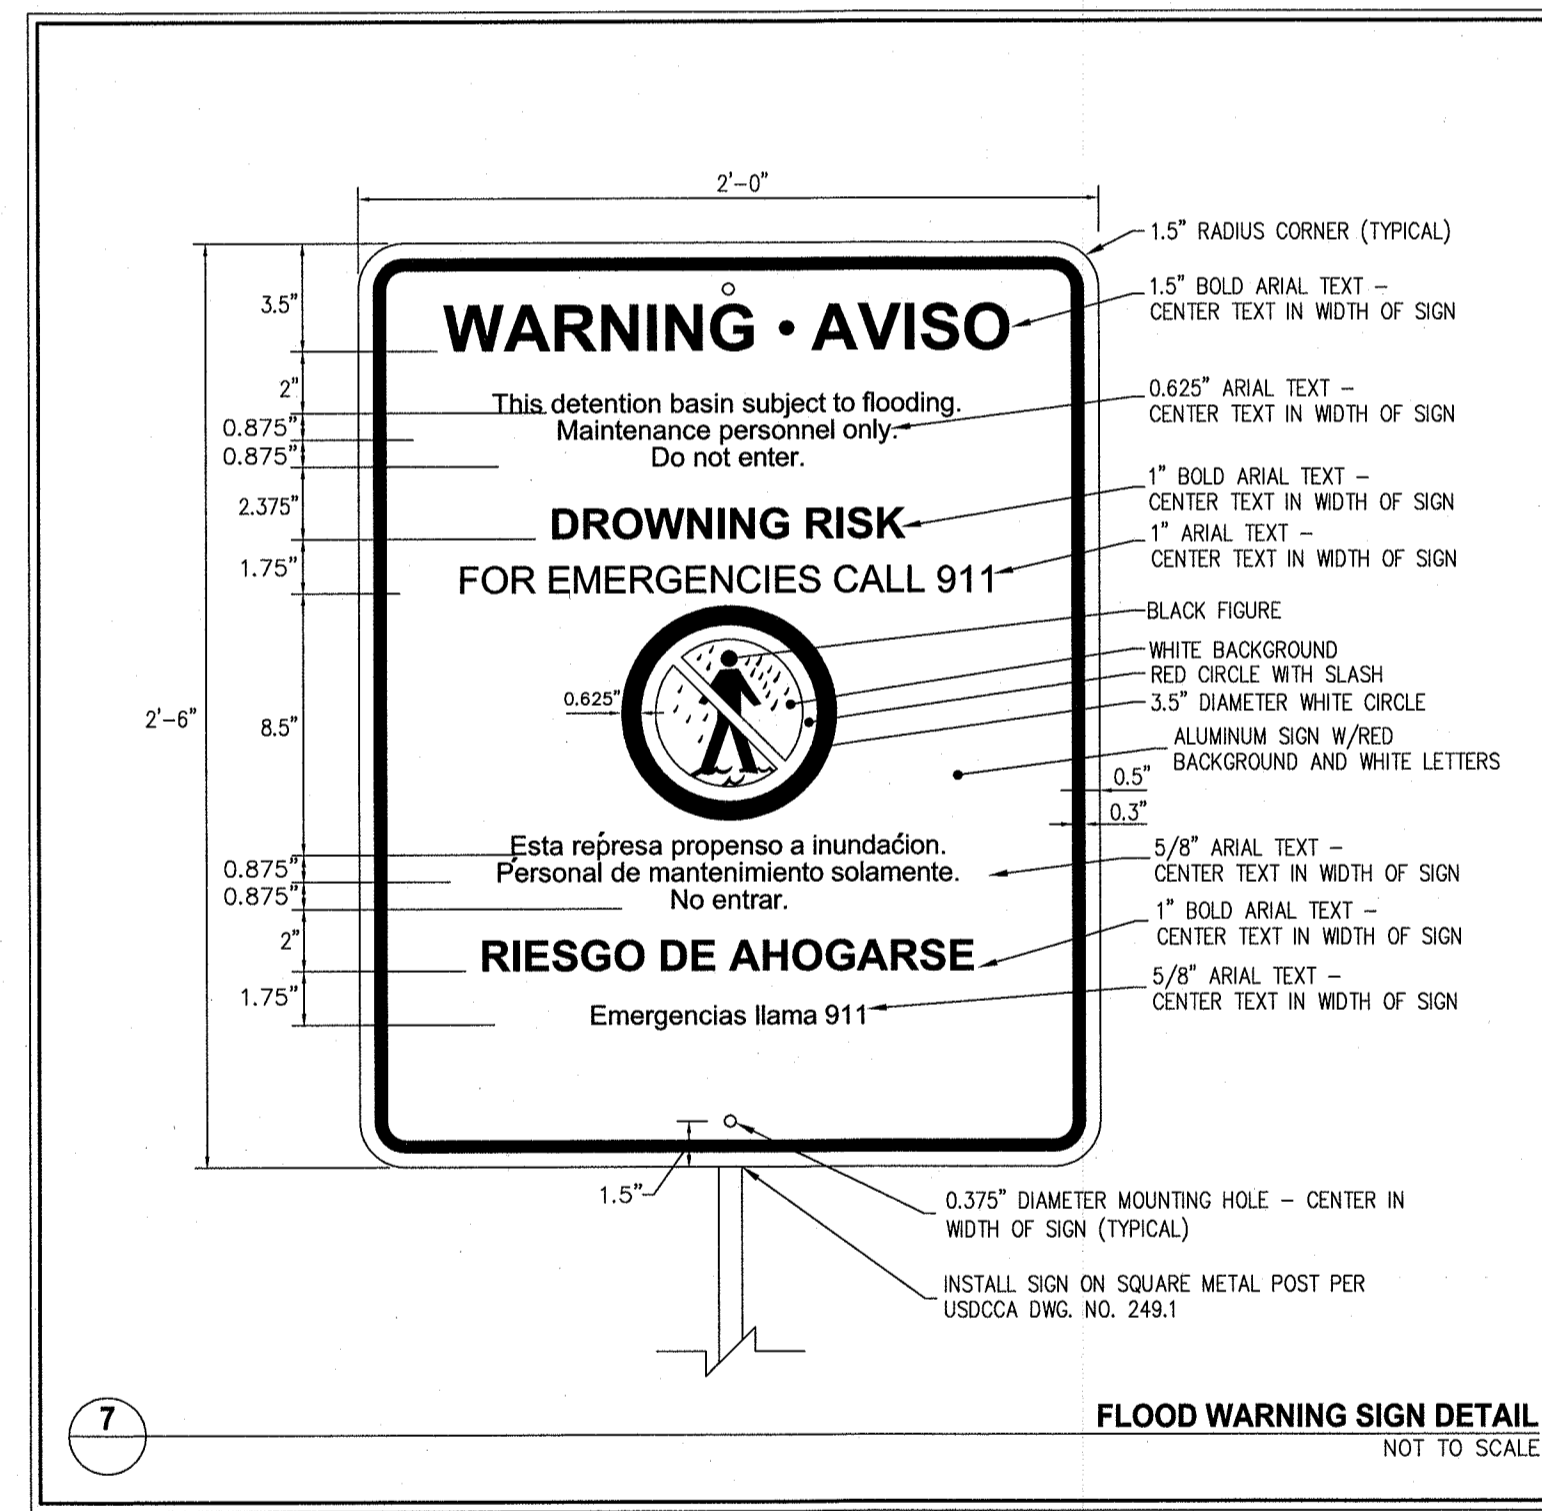 2'-0"
1.5" RADIUS CORNER (TYPICAL)
3.5"
1.5" BOLD ARIAL TEXT –
CENTER TEXT IN WIDTH OF SIGN
WARNING • AVISO
2"
0.625" ARIAL TEXT –
CENTER TEXT IN WIDTH OF SIGN
This detention basin subject to flooding.
0.875"
Maintenance personnel only.
0.875"
Do not enter.
1" BOLD ARIAL TEXT –
CENTER TEXT IN WIDTH OF SIGN
2.375"
DROWNING RISK
1" ARIAL TEXT –
CENTER TEXT IN WIDTH OF SIGN
1.75"
FOR EMERGENCIES CALL 911
BLACK FIGURE
WHITE BACKGROUND
RED CIRCLE WITH SLASH
0.625"
3.5" DIAMETER WHITE CIRCLE
2'-6"
8.5"
ALUMINUM SIGN W/RED
BACKGROUND AND WHITE LETTERS
0.5"
0.3"
Esta repŕesa propenso a inundaćion.
5/8" ARIAL TEXT –
CENTER TEXT IN WIDTH OF SIGN
0.875"
Personal de mantenimiento solamente.
0.875"
No entrar.
1" BOLD ARIAL TEXT –
CENTER TEXT IN WIDTH OF SIGN
2"
RIESGO DE AHOGARSE
5/8" ARIAL TEXT –
CENTER TEXT IN WIDTH OF SIGN
1.75"
Emergencias llama 911
1.5"
0.375" DIAMETER MOUNTING HOLE – CENTER IN
WIDTH OF SIGN (TYPICAL)
INSTALL SIGN ON SQUARE METAL POST PER
USDCCA DWG. NO. 249.1
7
FLOOD WARNING SIGN DETAIL
NOT TO SCALE